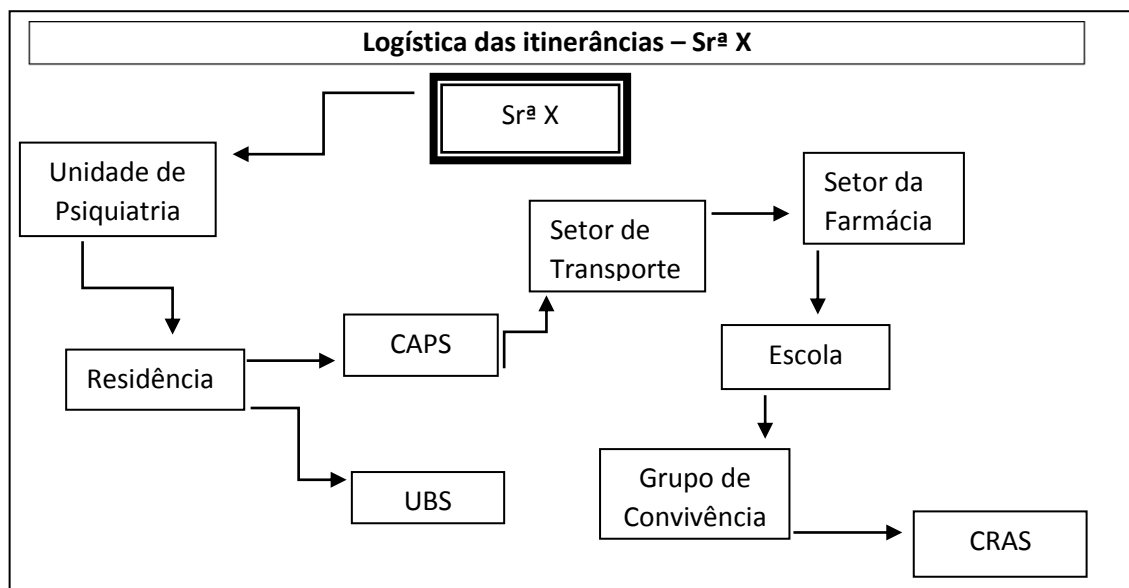 Logística das itinerâncias – Srª X
Srª X
Unidade de
Psiquiatria
Setor de
Transporte
Setor da
Farmácia
Residência
CAPS
Escola
UBS
Grupo de
Convivência
CRAS